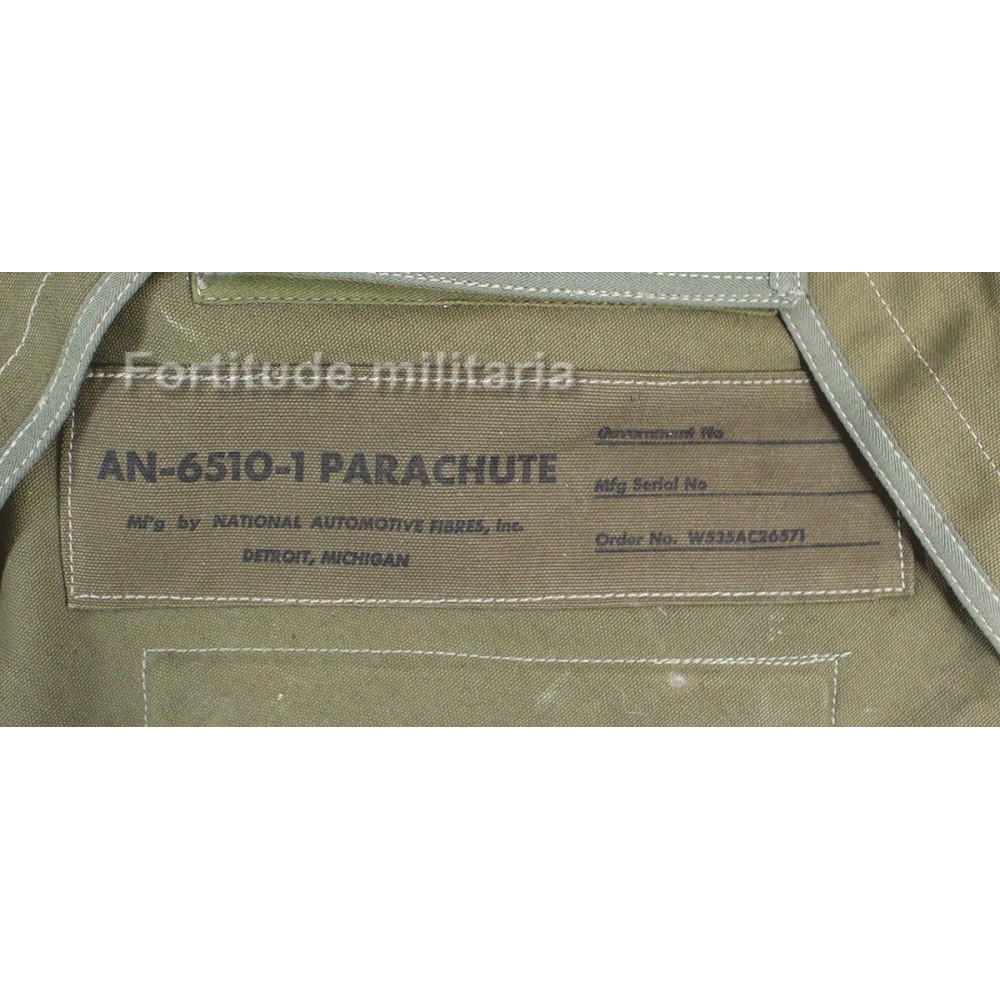 Fortitude militaria
AN-6510-1 PARACHUTE
Mf'g by NATIONAL AUTOMOTIVE FIBRES, Inc.
DETROIT, MICHIGAN
Government No
Mfg Serial No
Order No. W535AC26571